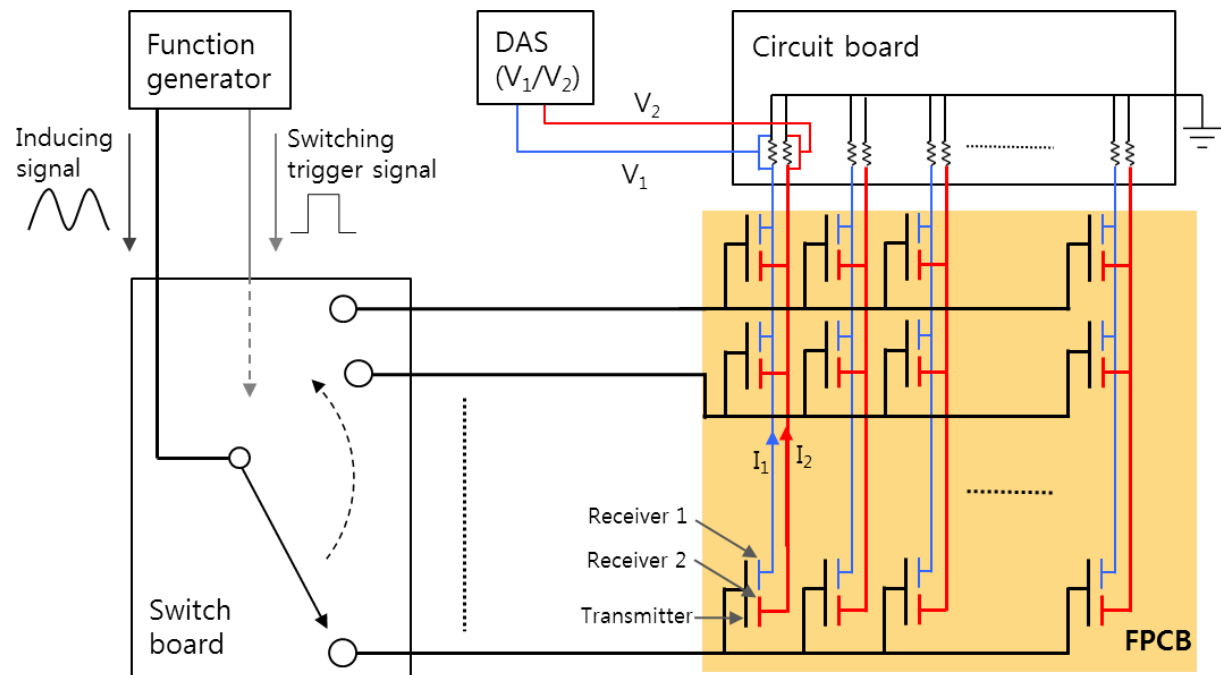 Function
generator
DAS
(V₁/V₂)
Circuit board
V₂
V₁
Inducing
signal
Switching
trigger signal
I₁
I₂
Receiver 1
Receiver 2
Transmitter
Switch
board
FPCB